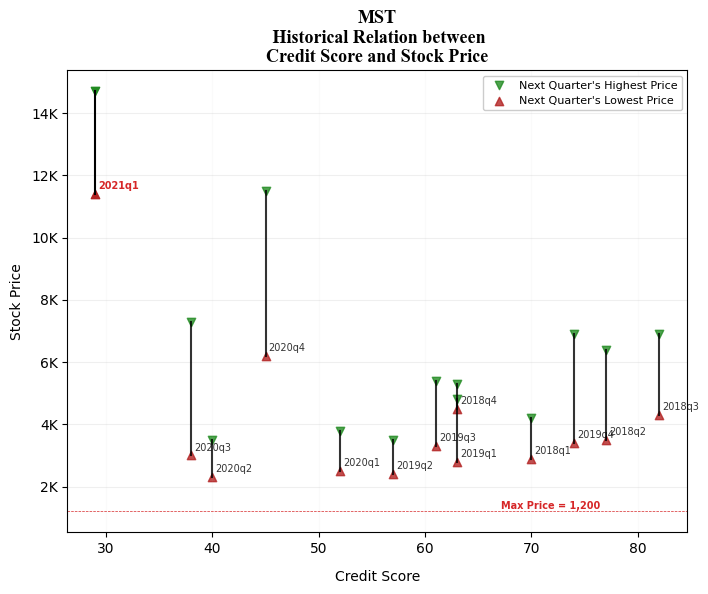 MST
Historical Relation between
Credit Score and Stock Price
Next Quarter's Highest Price
Next Quarter's Lowest Price
14K
12K
10K
8K
6K
4K
2K
Stock Price
2021q1
2020q4
2020q3
2020q2
2020q1
2019q2
2019q3
2018q4
2019q1
2018q1
2019q4
2018q2
2018q3
Max Price = 1,200
30
40
50
60
70
80
Credit Score